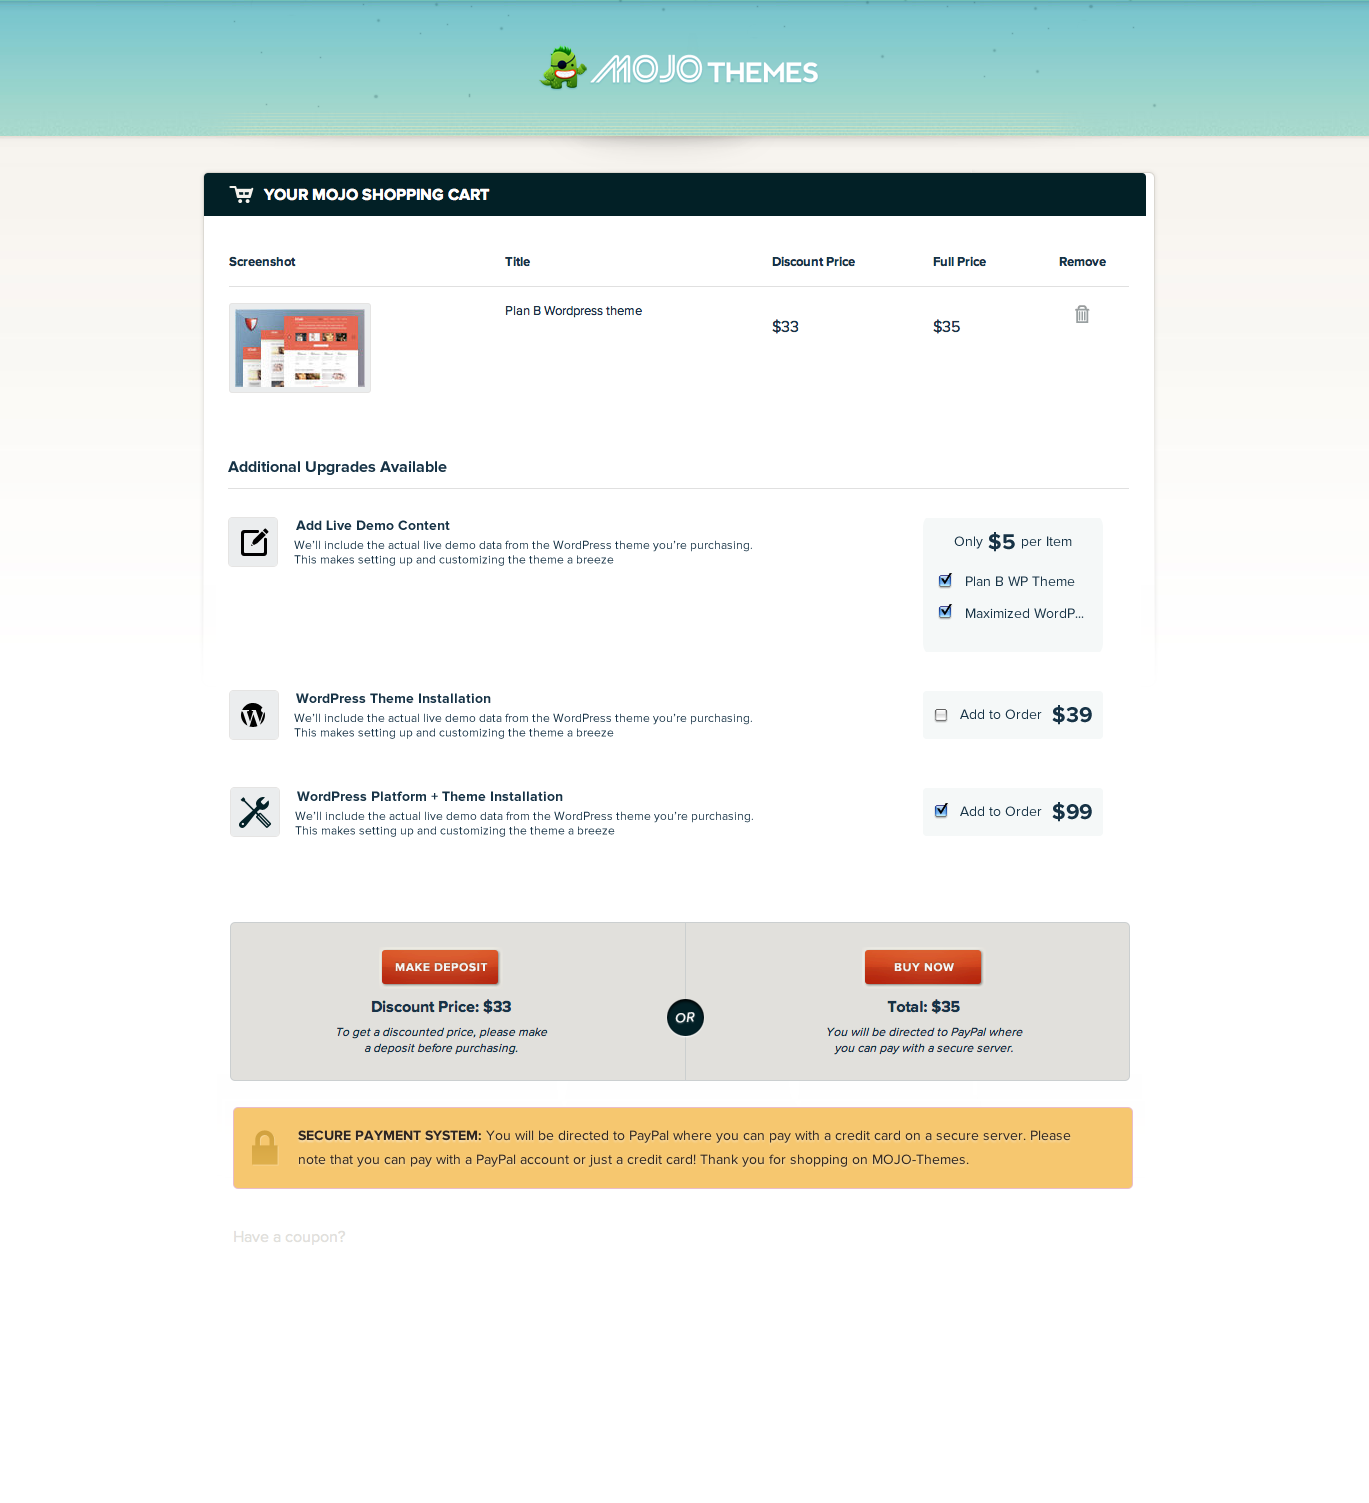 MOJO THEMES
YOUR MOJO SHOPPING CART
Screenshot Title Discount Price Full Price Remove
Plan B Wordpress theme
$33 $35
Additional Upgrades Available
Add Live Demo Content
We'll include the actual live demo data from the WordPress theme you're purchasing.
This makes setting up and customizing the theme a breeze
Only $5 per Item
Plan B WP Theme
Maximized WordP...
WordPress Theme Installation
We'll include the actual live demo data from the WordPress theme you're purchasing.
This makes setting up and customizing the theme a breeze
Add to Order $39
WordPress Platform + Theme Installation
We'll include the actual live demo data from the WordPress theme you're purchasing.
This makes setting up and customizing the theme a breeze
Add to Order $99
MAKE DEPOSIT
Discount Price: $33
To get a discounted price, please make
a deposit before purchasing.
OR
BUY NOW
Total: $35
You will be directed to PayPal where
you can pay with a secure server.
SECURE PAYMENT SYSTEM: You will be directed to PayPal where you can pay with a credit card on a secure server. Please
note that you can pay with a PayPal account or just a credit card! Thank you for shopping on MOJO-Themes.
Have a coupon?